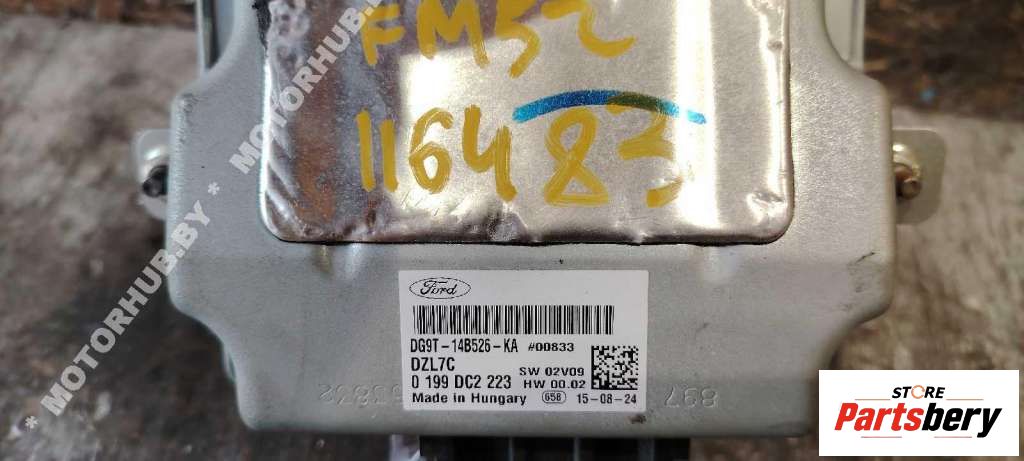 FM52
116483
Ford
DG9T-14B526-KA #00833
DZL7C
SW 02V09
0 199 DC2 223 HW 00.02
Made in Hungary 658 15-08-24
* MOTORHUB.BY * MOTORHUB.BY *
STORE
Partsbery